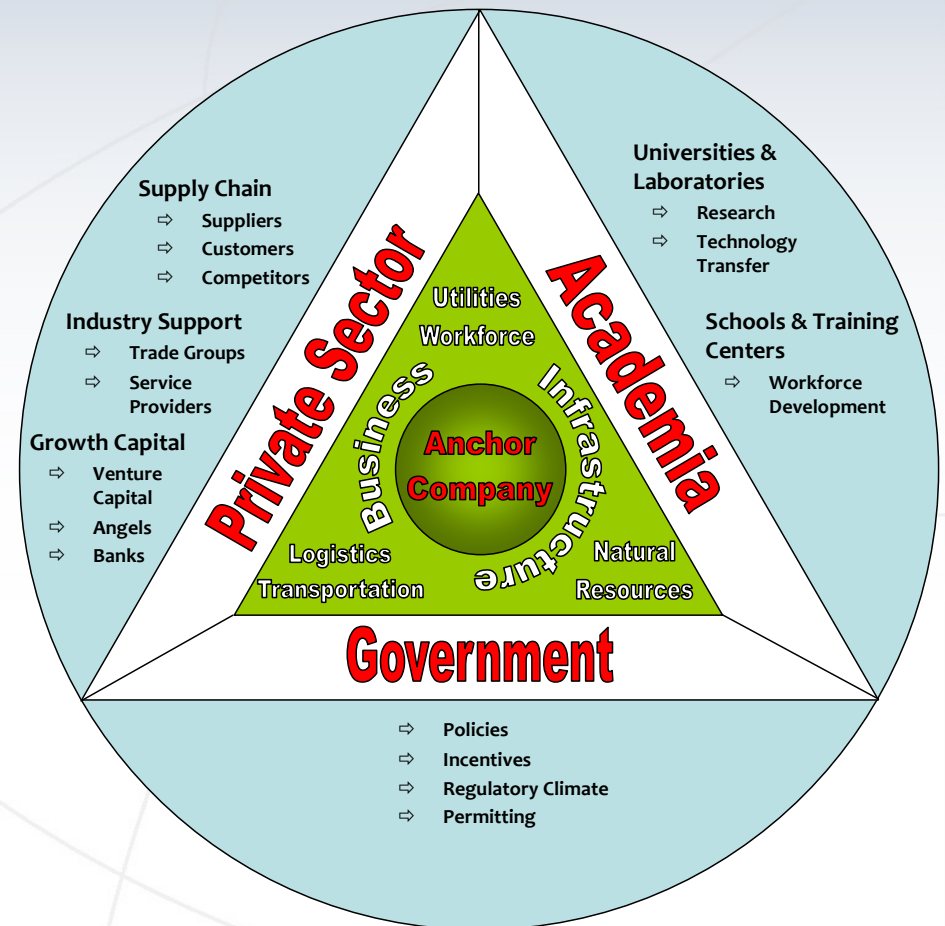 Supply Chain
⇨ Suppliers
⇨ Customers
⇨ Competitors
Industry Support
⇨ Trade Groups
⇨ Service
Providers
Growth Capital
⇨ Venture
Capital
⇨ Angels
⇨ Banks
Private Sector
Utilities
Workforce
Business
Infrastructure
Anchor
Company
Logistics
Transportation
Natural
Resources
Academia
Universities &
Laboratories
⇨ Research
⇨ Technology
Transfer
Schools & Training
Centers
⇨ Workforce
Development
Government
⇨ Policies
⇨ Incentives
⇨ Regulatory Climate
⇨ Permitting